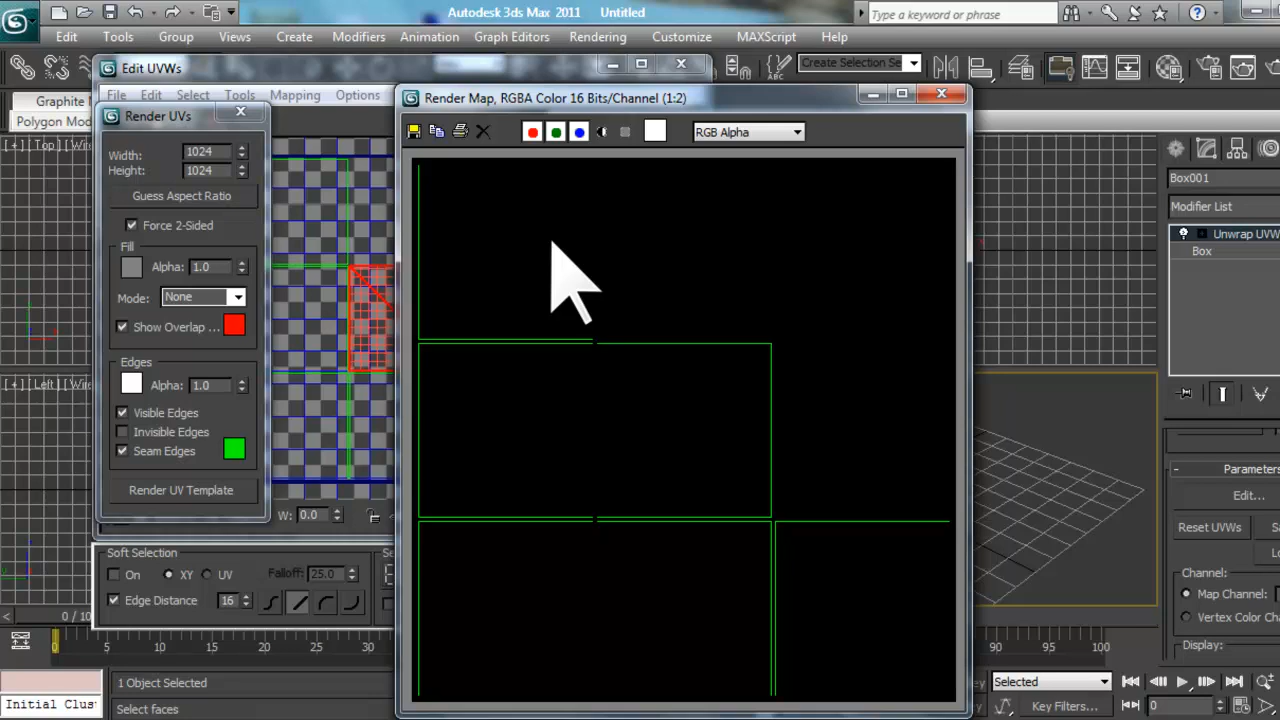 Autodesk 3ds Max 2011 Untitled
Type a keyword or phrase
Edit Tools Group Views Create Modifiers Animation Graph Editors Rendering Customize MAXScript Help
Create Selection Se
Edit UVWs
File Edit Select Tools Mapping Options
Graphite
Polygon Mod
Render UVs
Width: 1024
Height: 1024
Guess Aspect Ratio
Force 2-Sided
Fill
Alpha: 1.0
Mode: None
Show Overlap ...
Edges
Alpha: 1.0
Visible Edges
Invisible Edges
Seam Edges
Render UV Template
W: 0.0
Soft Selection
On XY UV Falloff: 25.0
Edge Distance 16
Render Map, RGBA Color 16 Bits/Channel (1:2)
RGB Alpha
Box001
Modifier List
Unwrap UVW
Box
Parameters
Edit...
Reset UVWs
Channel:
Map Channel:
Vertex Color Cha
Display:
0 / 10
0 5 10 15 20 25 30 90 95 100
1 Object Selected
Initial Clus
Select faces
Selected
Key Filters...
0